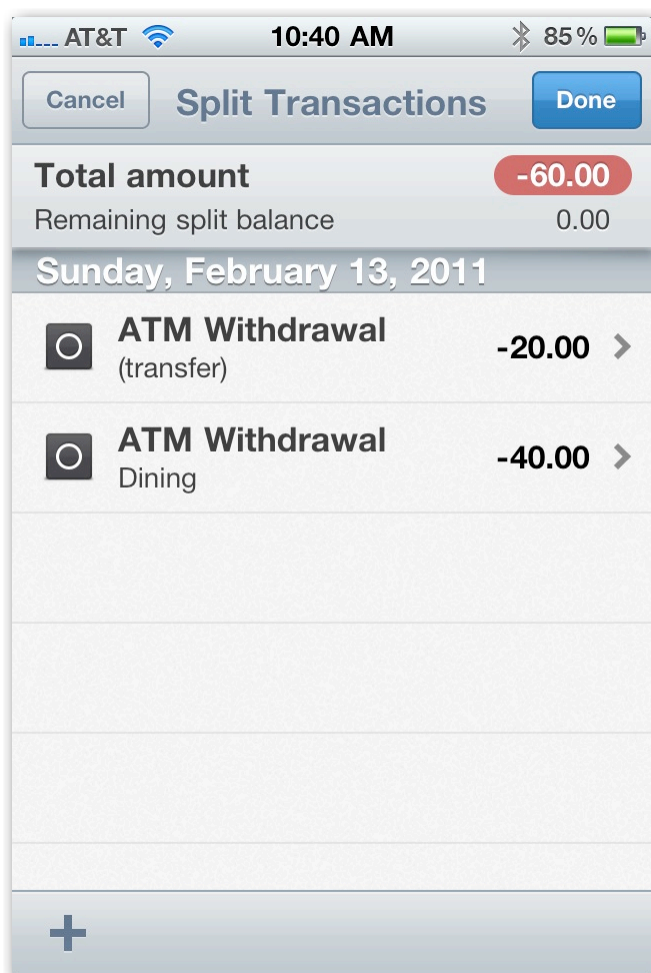 AT&T 10:40 AM 85%
Cancel Split Transactions Done
Total amount -60.00
Remaining split balance 0.00
Sunday, February 13, 2011
ATM Withdrawal
(transfer)
-20.00
ATM Withdrawal
Dining
-40.00
+